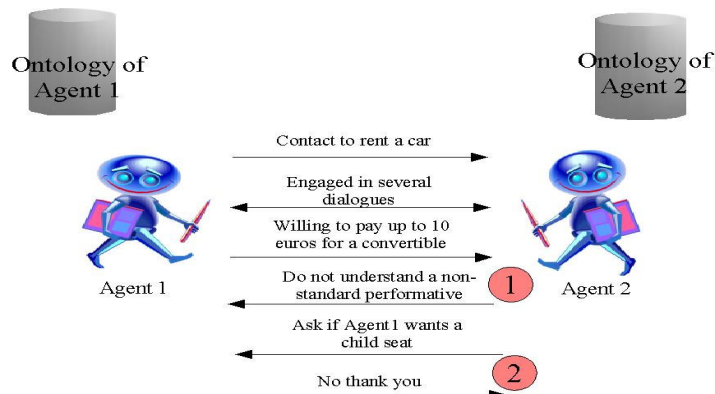 Ontology of
Agent 1
Ontology of
Agent 2
Contact to rent a car
Engaged in several
dialogues
Willing to pay up to 10
euros for a convertible
Do not understand a non-
standard performative
1
Agent 1
Agent 2
Ask if Agent1 wants a
child seat
2
No thank you